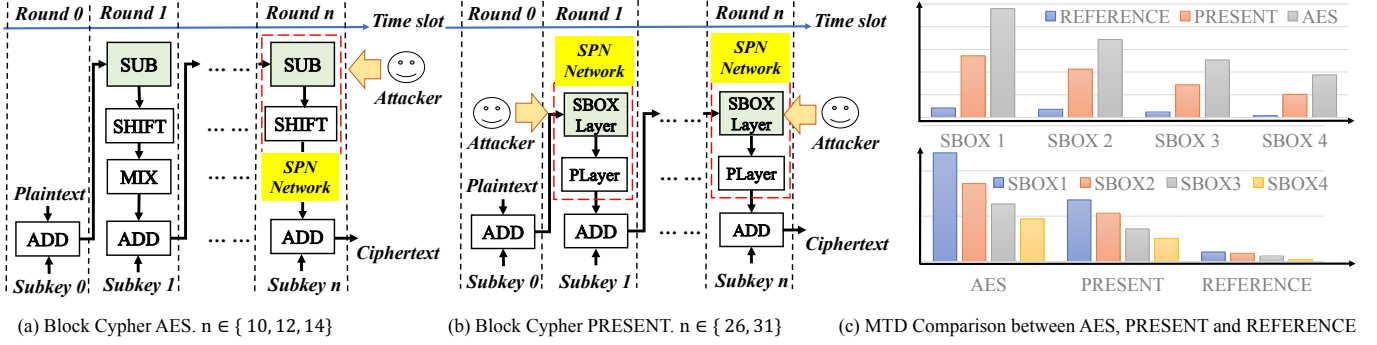 Round 0 Round 1 Round n
Time slot
SUB
... ...
SUB
Attacker
SHIFT
... ...
SHIFT
MIX
... ...
SPN
Network
Plaintext
ADD
ADD
... ...
ADD
Ciphertext
Subkey 0
Subkey 1
Subkey n
(a) Block Cypher AES. n ∈ { 10, 12, 14}
Round 0 Round 1 Round n
Time slot
SPN
Network
SPN
Network
Attacker
SBOX
Layer
... ...
SBOX
Layer
Attacker
PLayer
... ...
PLayer
Plaintext
ADD
ADD
... ...
ADD
Ciphertext
Subkey 0
Subkey 1
Subkey n
(b) Block Cypher PRESENT. n ∈ { 26, 31}
REFERENCE PRESENT AES
SBOX 1 SBOX 2 SBOX 3 SBOX 4
SBOX1 SBOX2 SBOX3 SBOX4
AES PRESENT REFERENCE
(c) MTD Comparison between AES, PRESENT and REFERENCE